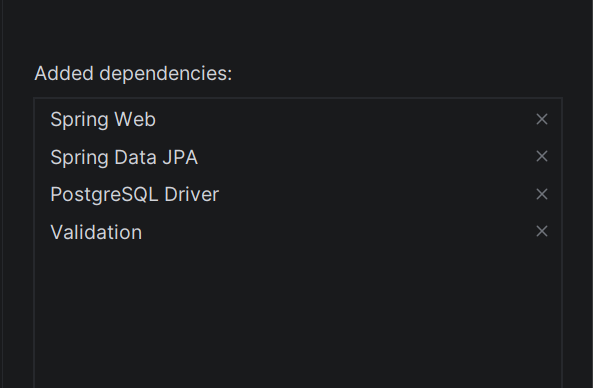 Added dependencies:
Spring Web
Spring Data JPA
PostgreSQL Driver
Validation